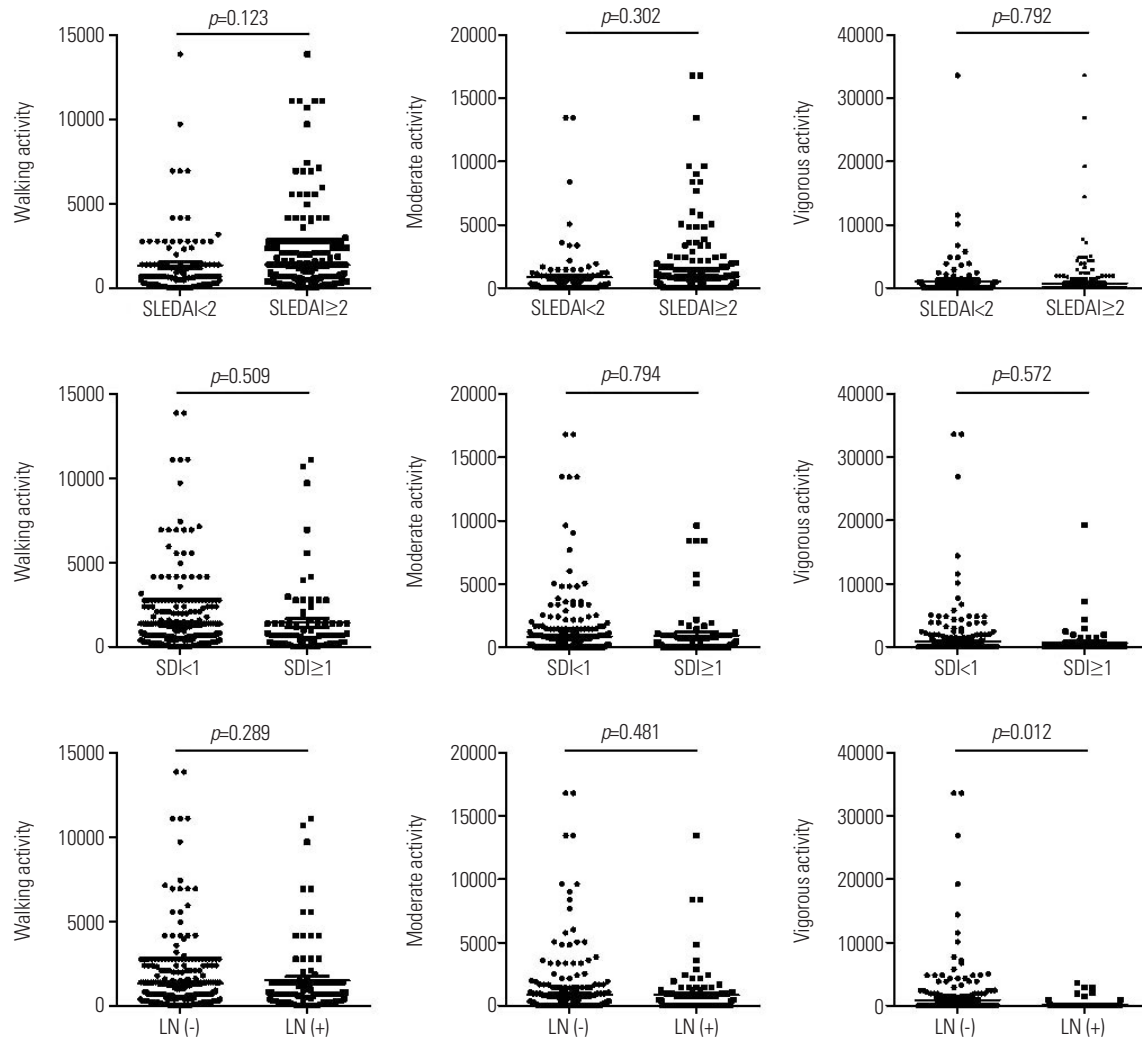 p=0.123
15000
10000
5000
0
Walking activity
SLEDAI<2
SLEDAI≥2
p=0.302
20000
15000
10000
5000
0
Moderate activity
SLEDAI<2
SLEDAI≥2
p=0.792
40000
30000
20000
10000
0
Vigorous activity
SLEDAI<2
SLEDAI≥2
p=0.509
15000
10000
5000
0
Walking activity
SDI<1
SDI≥1
p=0.794
20000
15000
10000
5000
0
Moderate activity
SDI<1
SDI≥1
p=0.572
40000
30000
20000
10000
0
Vigorous activity
SDI<1
SDI≥1
p=0.289
15000
10000
5000
0
Walking activity
LN (-)
LN (+)
p=0.481
20000
15000
10000
5000
0
Moderate activity
LN (-)
LN (+)
p=0.012
40000
30000
20000
10000
0
Vigorous activity
LN (-)
LN (+)